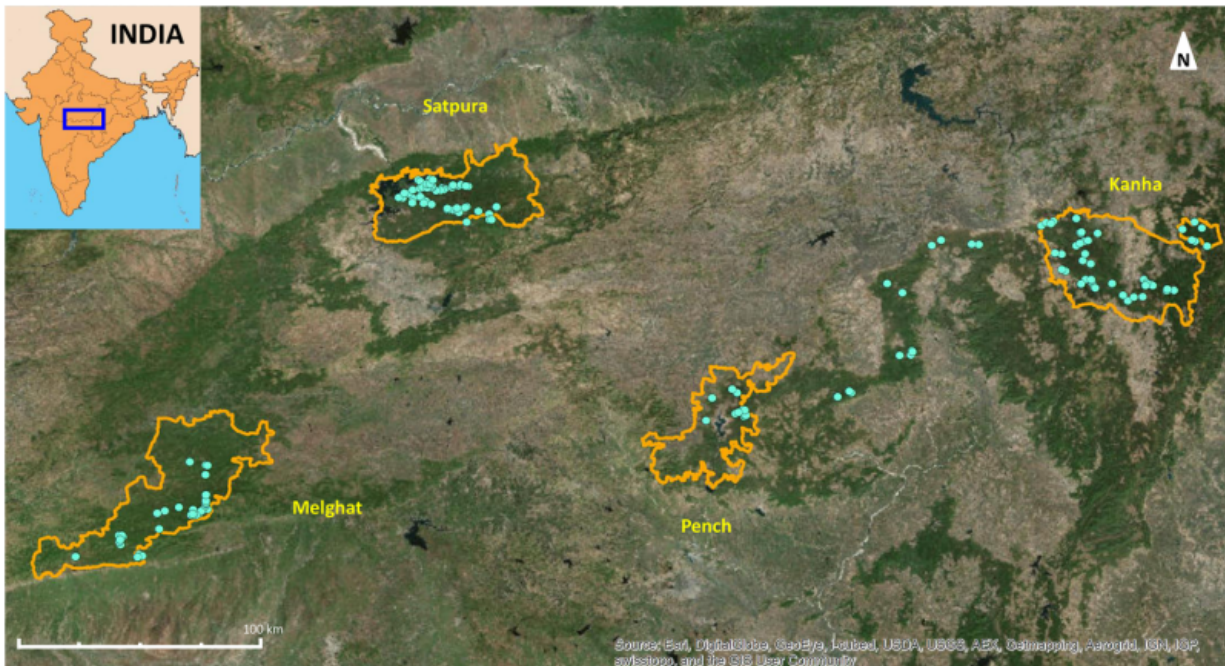 INDIA
N
Satpura
Kanha
Melghat
Pench
100 km
Source: Esri, DigitalGlobe, GeoEye, i-cubed, USDA, USGS, AEX, Getmapping, Aerogrid, IGN, IGP,
swisstopo, and the GIS User Community